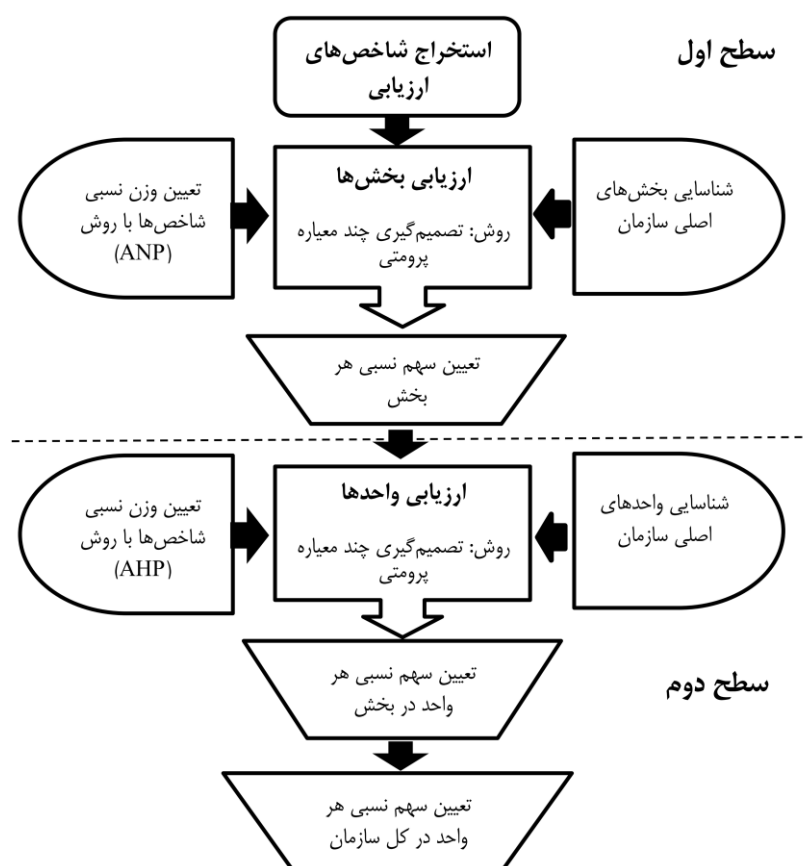 سطح اول
استخراج شاخص‌های
ارزیابی
شناسایی بخش‌های
اصلی سازمان
ارزیابی بخش‌ها
روش: تصمیم‌گیری چند معیاره
پرومتی
تعیین وزن نسبی
شاخص‌ها با روش
(ANP)
تعیین سهم نسبی هر
بخش
شناسایی واحدهای
اصلی سازمان
ارزیابی واحدها
روش: تصمیم‌گیری چند معیاره
پرومتی
تعیین وزن نسبی
شاخص‌ها با روش
(AHP)
سطح دوم
تعیین سهم نسبی هر
واحد در بخش
تعیین سهم نسبی هر
واحد در کل سازمان